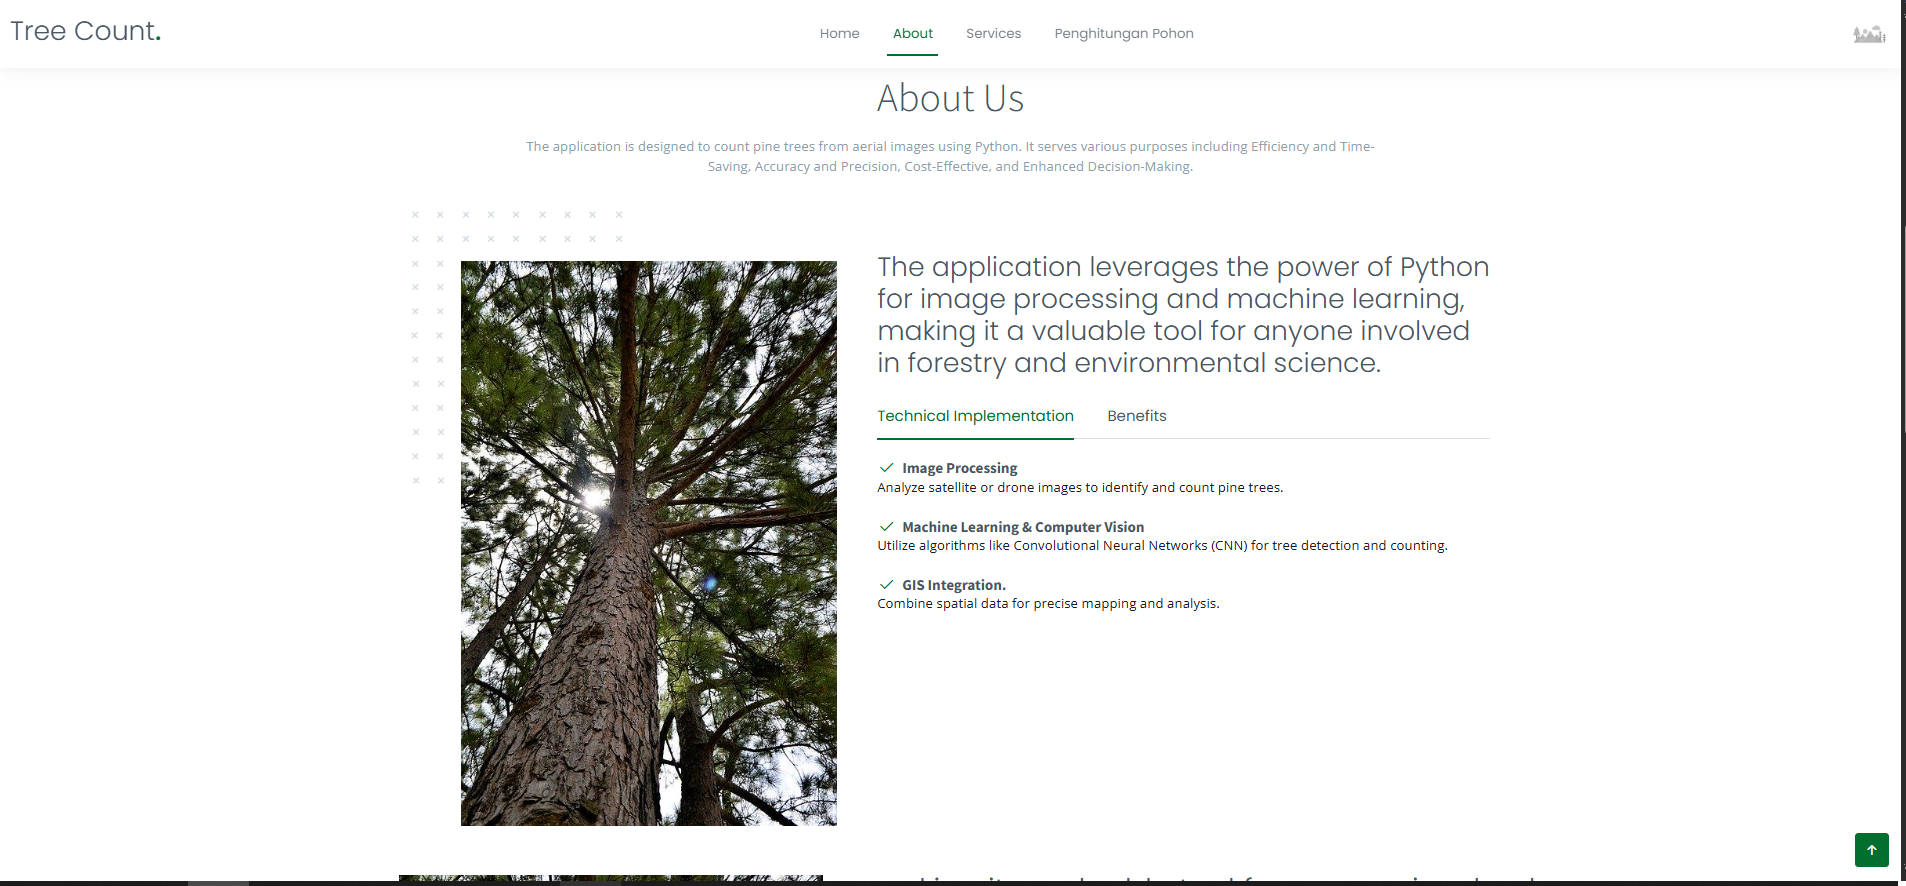 Tree Count.
Home
About
Services
Penghitungan Pohon
About Us
The application is designed to count pine trees from aerial images using Python. It serves various purposes including Efficiency and Time-
Saving, Accuracy and Precision, Cost-Effective, and Enhanced Decision-Making.
The application leverages the power of Python
for image processing and machine learning,
making it a valuable tool for anyone involved
in forestry and environmental science.
Technical Implementation
Benefits
Image Processing
Analyze satellite or drone images to identify and count pine trees.
Machine Learning & Computer Vision
Utilize algorithms like Convolutional Neural Networks (CNN) for tree detection and counting.
GIS Integration.
Combine spatial data for precise mapping and analysis.